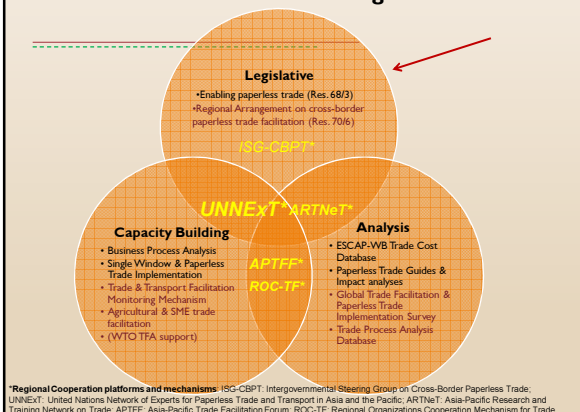 Legislative
•Enabling paperless trade (Res. 68/3)
•Regional Arrangement on cross-border
paperless trade facilitation (Res. 70/6)
ISG-CBPT*
UNNExT* ARTNeT*
Capacity Building
• Business Process Analysis
• Single Window & Paperless
Trade Implementation
• Trade & Transport Facilitation
Monitoring Mechanism
• Agricultural & SME trade
facilitation
• (WTO TFA support)
APTFF*
ROC-TF*
Analysis
• ESCAP-WB Trade Cost
Database
• Paperless Trade Guides &
Impact analyses
• Global Trade Facilitation &
Paperless Trade
Implementation Survey
• Trade Process Analysis
Database
*Regional Cooperation platforms and mechanisms: ISG-CBPT: Intergovernmental Steering Group on Cross-Border Paperless Trade;
UNNExT: United Nations Network of Experts for Paperless Trade and Transport in Asia and the Pacific; ARTNeT: Asia-Pacific Research and
Training Network on Trade; APTFF: Asia-Pacific Trade Facilitation Forum; ROC-TF: Regional Organizations Cooperation Mechanism for Trade